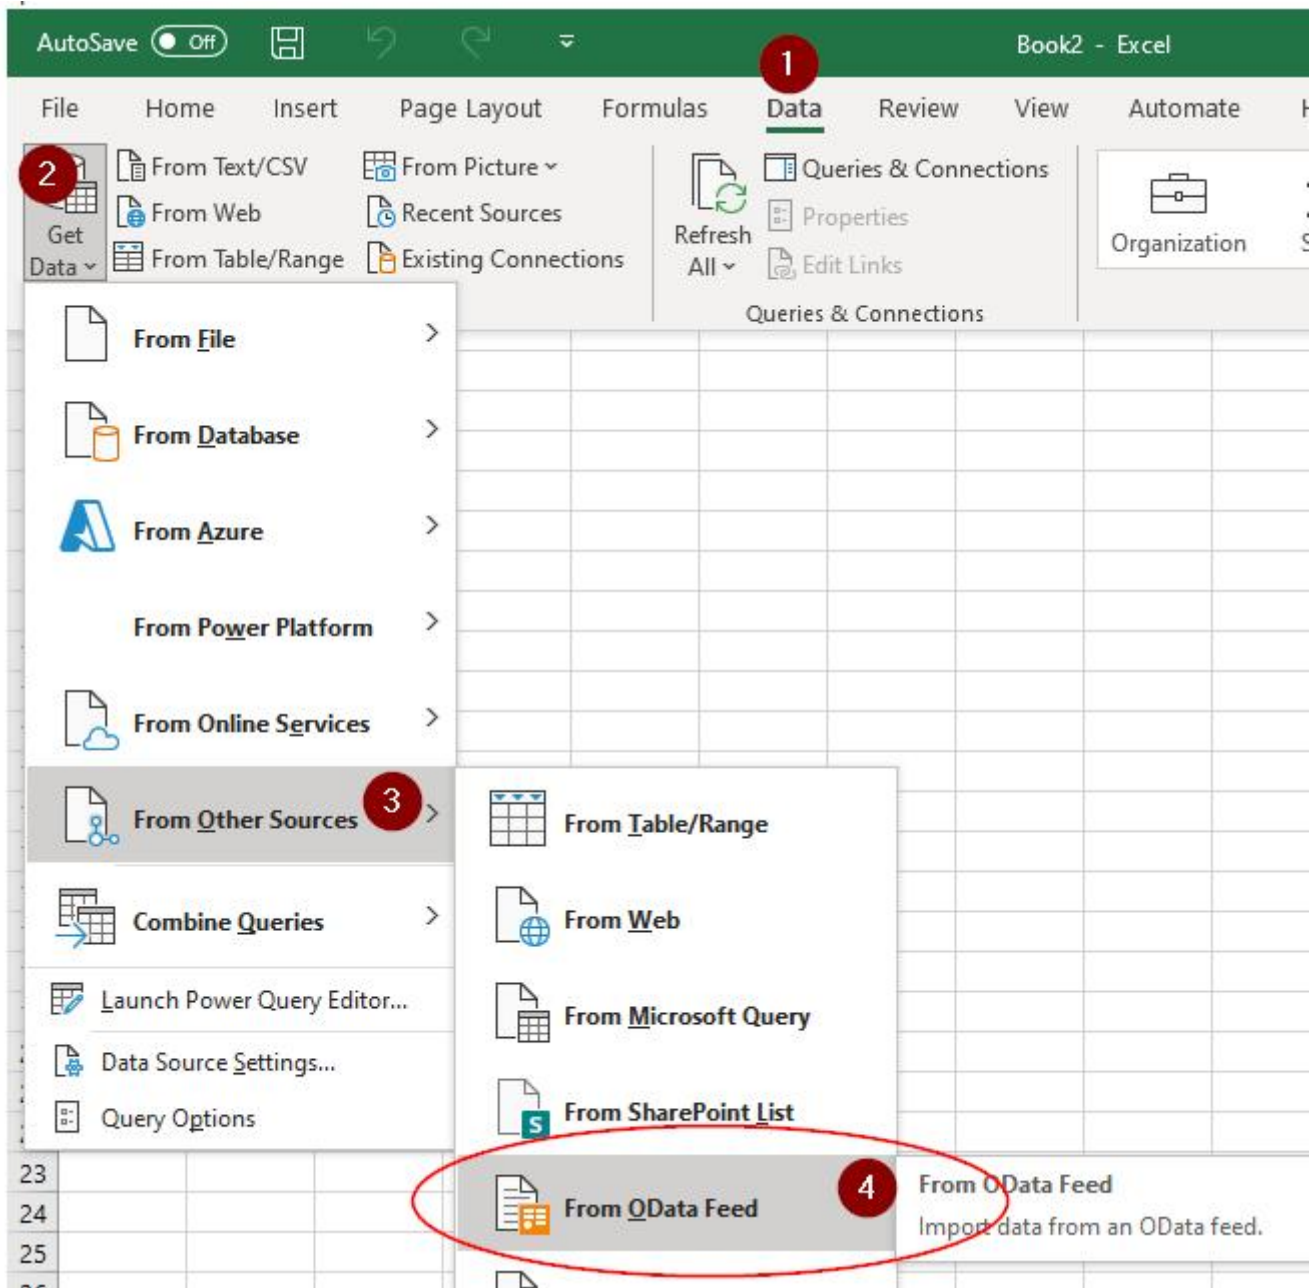 AutoSave Off
Book2 - Excel
1
File Home Insert Page Layout Formulas Data Review View Automate
2
Get
Data
From Text/CSV
From Web
From Table/Range
From Picture
Recent Sources
Existing Connections
Refresh
All
Queries & Connections
Properties
Edit Links
Queries & Connections
Organization
From File
From Database
From Azure
From Power Platform
From Online Services
From Other Sources
3
Combine Queries
Launch Power Query Editor...
Data Source Settings...
Query Options
From Table/Range
From Web
From Microsoft Query
From SharePoint List
S
From OData Feed
4
From OData Feed
Import data from an OData feed.
23
24
25